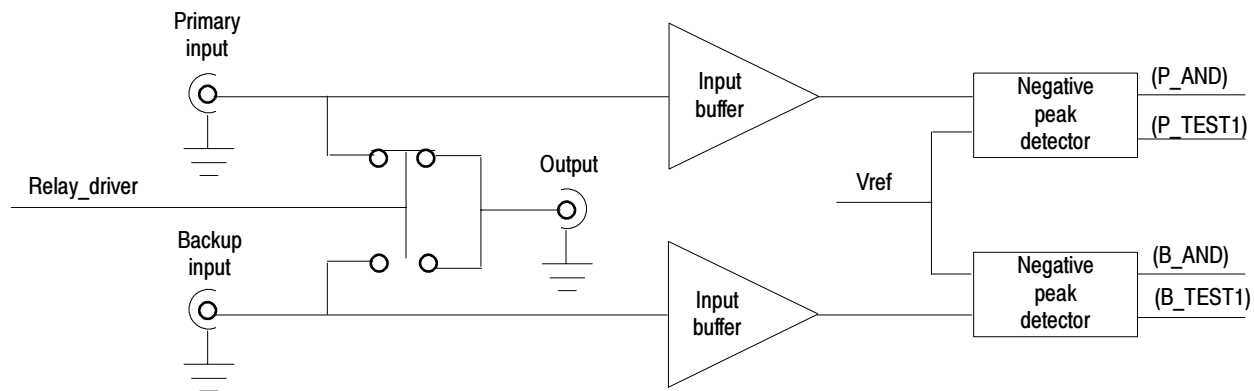 Primary
input
Input
buffer
Negative
peak
detector
(P_AND)
(P_TEST1)
Output
Relay_driver
Vref
Backup
input
Input
buffer
Negative
peak
detector
(B_AND)
(B_TEST1)